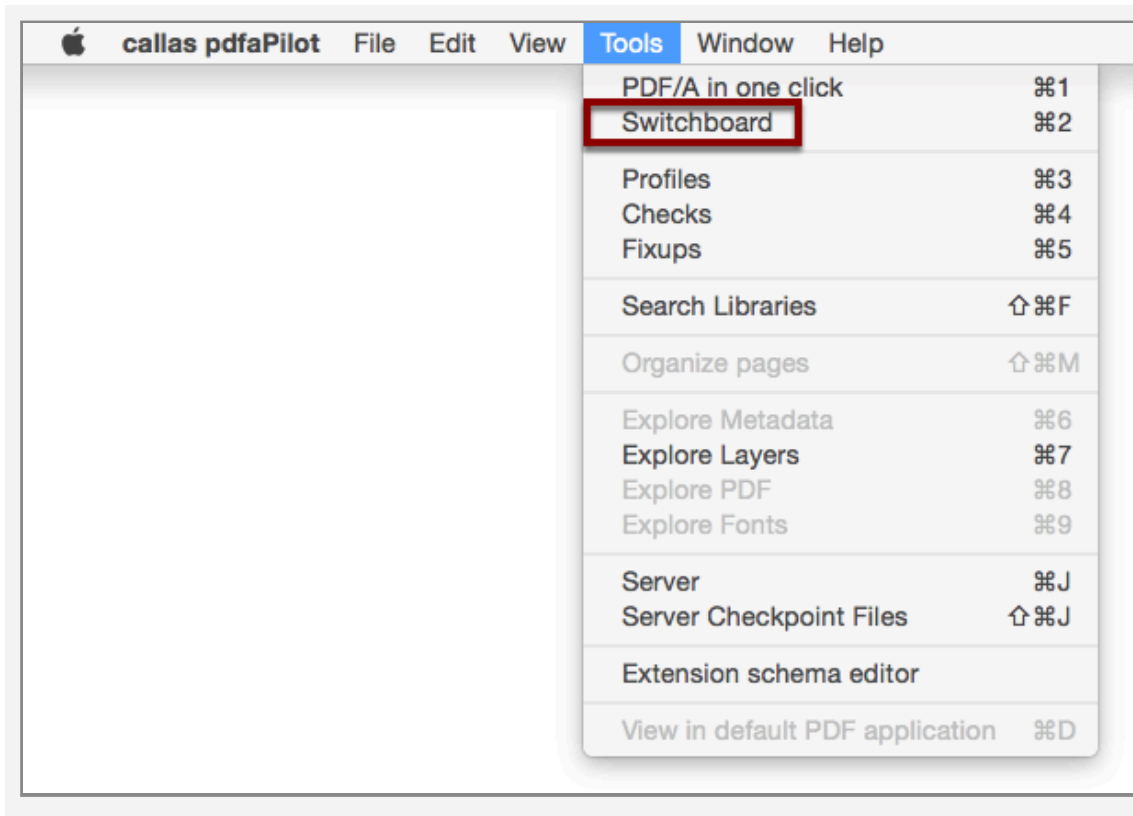 callas pdfaPilot File Edit View Tools Window Help
PDF/A in one click ⌘1
Switchboard ⌘2
Profiles ⌘3
Checks ⌘4
Fixups ⌘5
Search Libraries ⇧⌘F
Organize pages ⇧⌘M
Explore Metadata ⌘6
Explore Layers ⌘7
Explore PDF ⌘8
Explore Fonts ⌘9
Server ⌘J
Server Checkpoint Files ⇧⌘J
Extension schema editor
View in default PDF application ⌘D